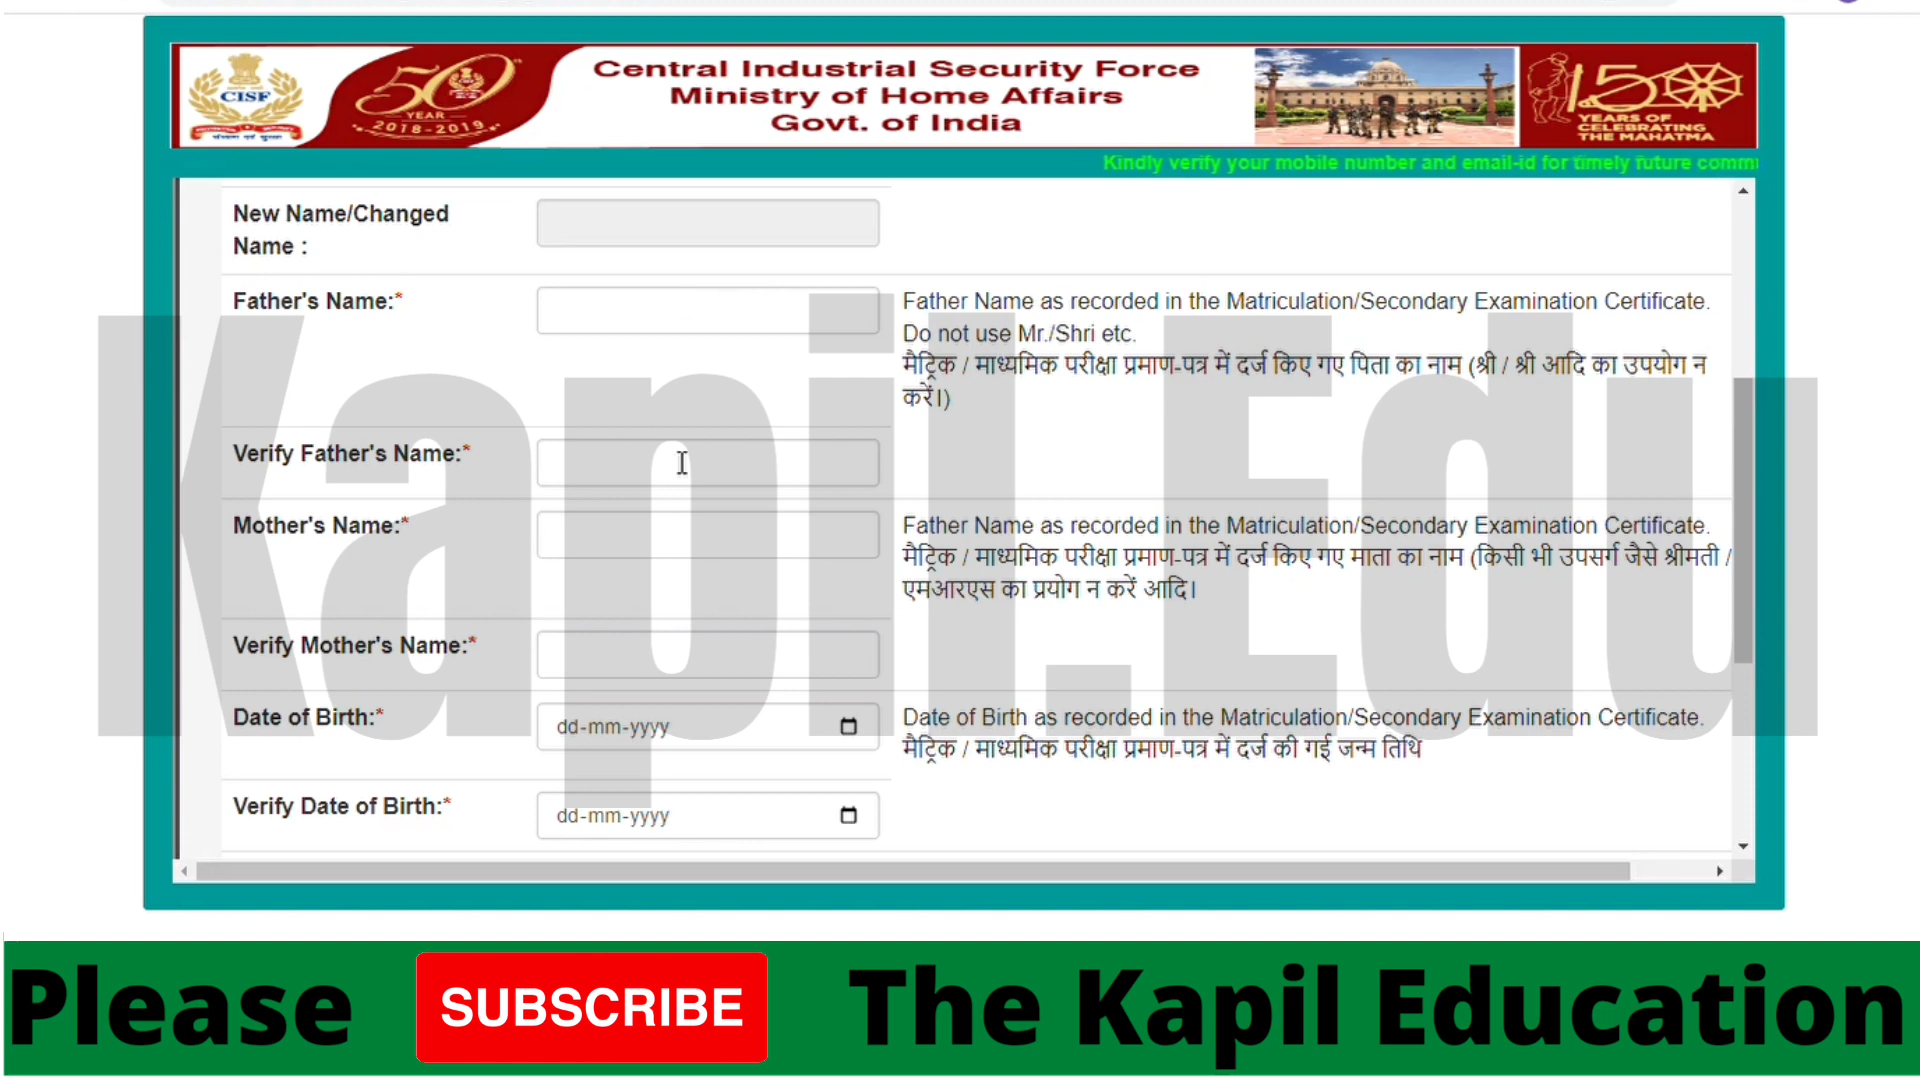 CISF
संरक्षण एवं सुरक्षा
50
YEAR
2018-2019
Central Industrial Security Force
Ministry of Home Affairs
Govt. of India
150
YEARS OF
CELEBRATING
THE MAHATMA
Kindly verify your mobile number and email-id for timely future comm
New Name/Changed
Name :
Father's Name:*
Father Name as recorded in the Matriculation/Secondary Examination Certificate.
Do not use Mr./Shri etc.
मैट्रिक / माध्यमिक परीक्षा प्रमाण-पत्र में दर्ज किए गए पिता का नाम (श्री / श्री आदि का उपयोग न
करें।)
Verify Father's Name:*
Mother's Name:*
Father Name as recorded in the Matriculation/Secondary Examination Certificate.
मैट्रिक / माध्यमिक परीक्षा प्रमाण-पत्र में दर्ज किए गए माता का नाम (किसी भी उपसर्ग जैसे श्रीमती /
एमआरएस का प्रयोग न करें आदि।
Verify Mother's Name:*
Date of Birth:*
dd-mm-yyyy
Date of Birth as recorded in the Matriculation/Secondary Examination Certificate.
मैट्रिक / माध्यमिक परीक्षा प्रमाण-पत्र में दर्ज की गई जन्म तिथि
Verify Date of Birth:*
dd-mm-yyyy
Kapil.Edu
Please SUBSCRIBE The Kapil Education